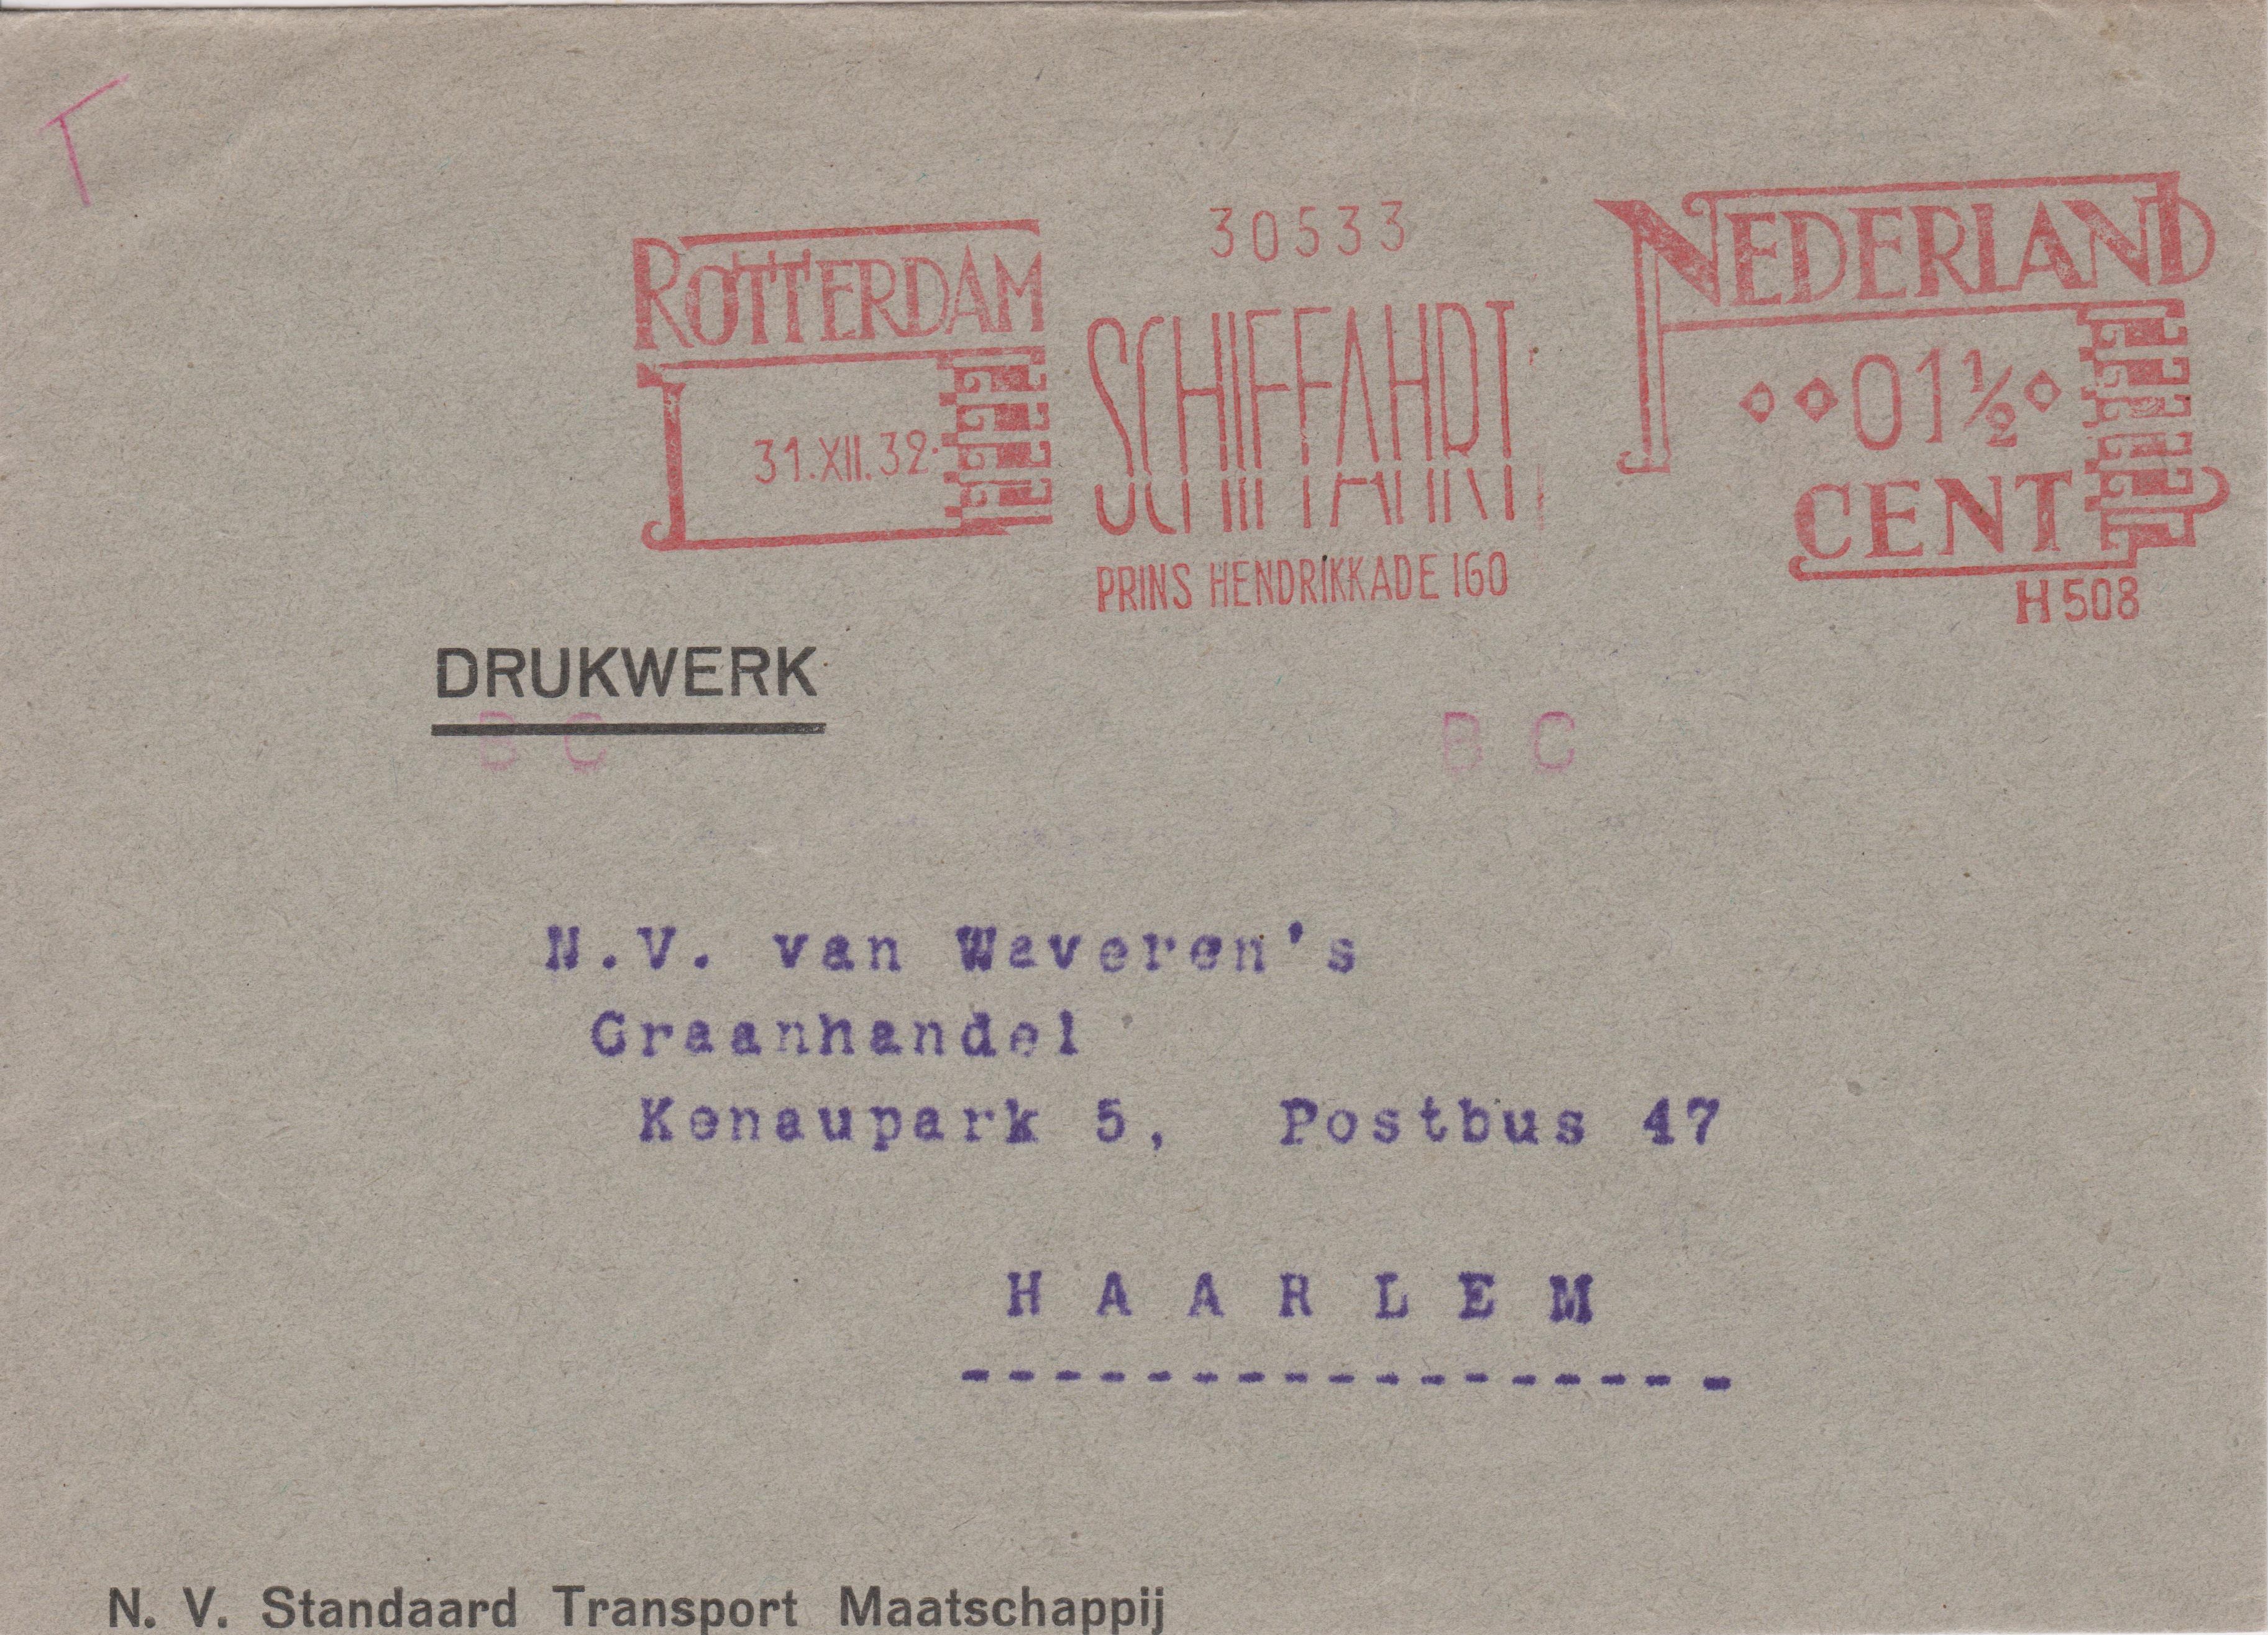 T
30533
ROTTERDAM
31.XII.32
SCHIFFAHRT
PRINS HENDRIKKADE 160
NEDERLAND
01½
CENT
H 508
DRUKWERK
B C B C
N.V. van Waveren's
Graanhandel
Kenaupark 5, Postbus 47
HAARLEM
N. V. Standaard Transport Maatschappij